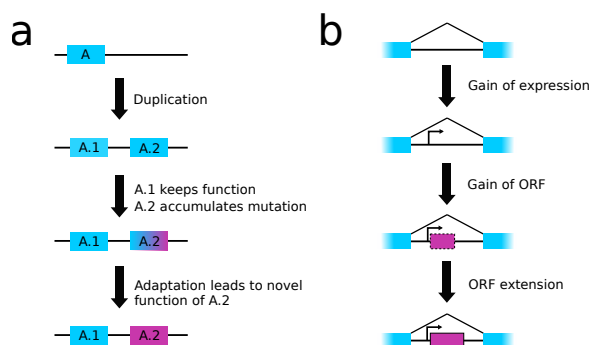 a
A
Duplication
A.1
A.2
A.1 keeps function
A.2 accumulates mutation
A.1
A.2
Adaptation leads to novel
function of A.2
A.1
A.2
b
Gain of expression
Gain of ORF
ORF extension